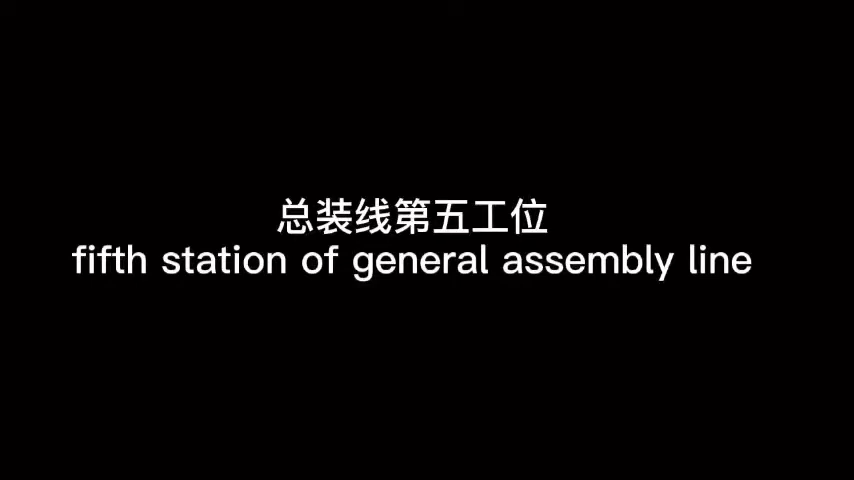 总装线第五工位
fifth station of general assembly line